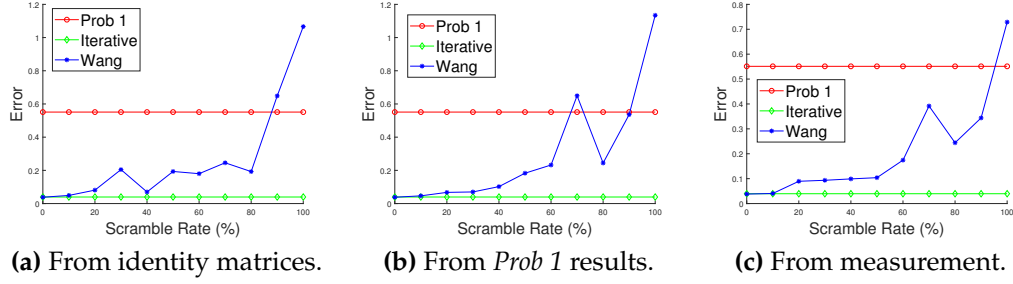 1.2
1
0.8
0.6
0.4
0.2
0
Error
Prob 1
Iterative
Wang
0 20 40 60 80 100
Scramble Rate (%)
(a) From identity matrices.
1.2
1
0.8
0.6
0.4
0.2
0
Error
Prob 1
Iterative
Wang
0 20 40 60 80 100
Scramble Rate (%)
(b) From Prob 1 results.
0.8
0.7
0.6
0.5
0.4
0.3
0.2
0.1
0
Error
Prob 1
Iterative
Wang
0 20 40 60 80 100
Scramble Rate (%)
(c) From measurement.